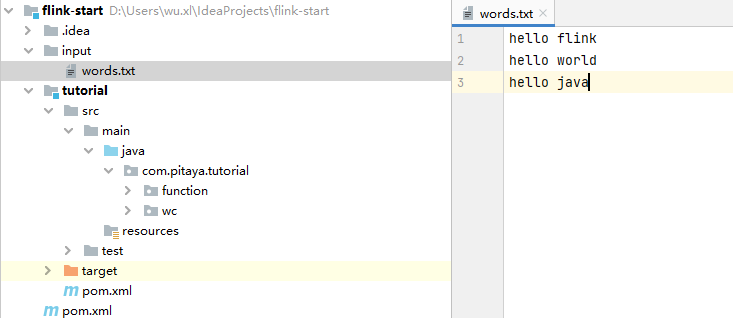 flink-start D:\Users\wu.xl\IdeaProjects\flink-start
.idea
input
words.txt
tutorial
src
main
java
com.pitaya.tutorial
function
wc
resources
test
target
pom.xml
pom.xml
words.txt
1 hello flink
2 hello world
3 hello java